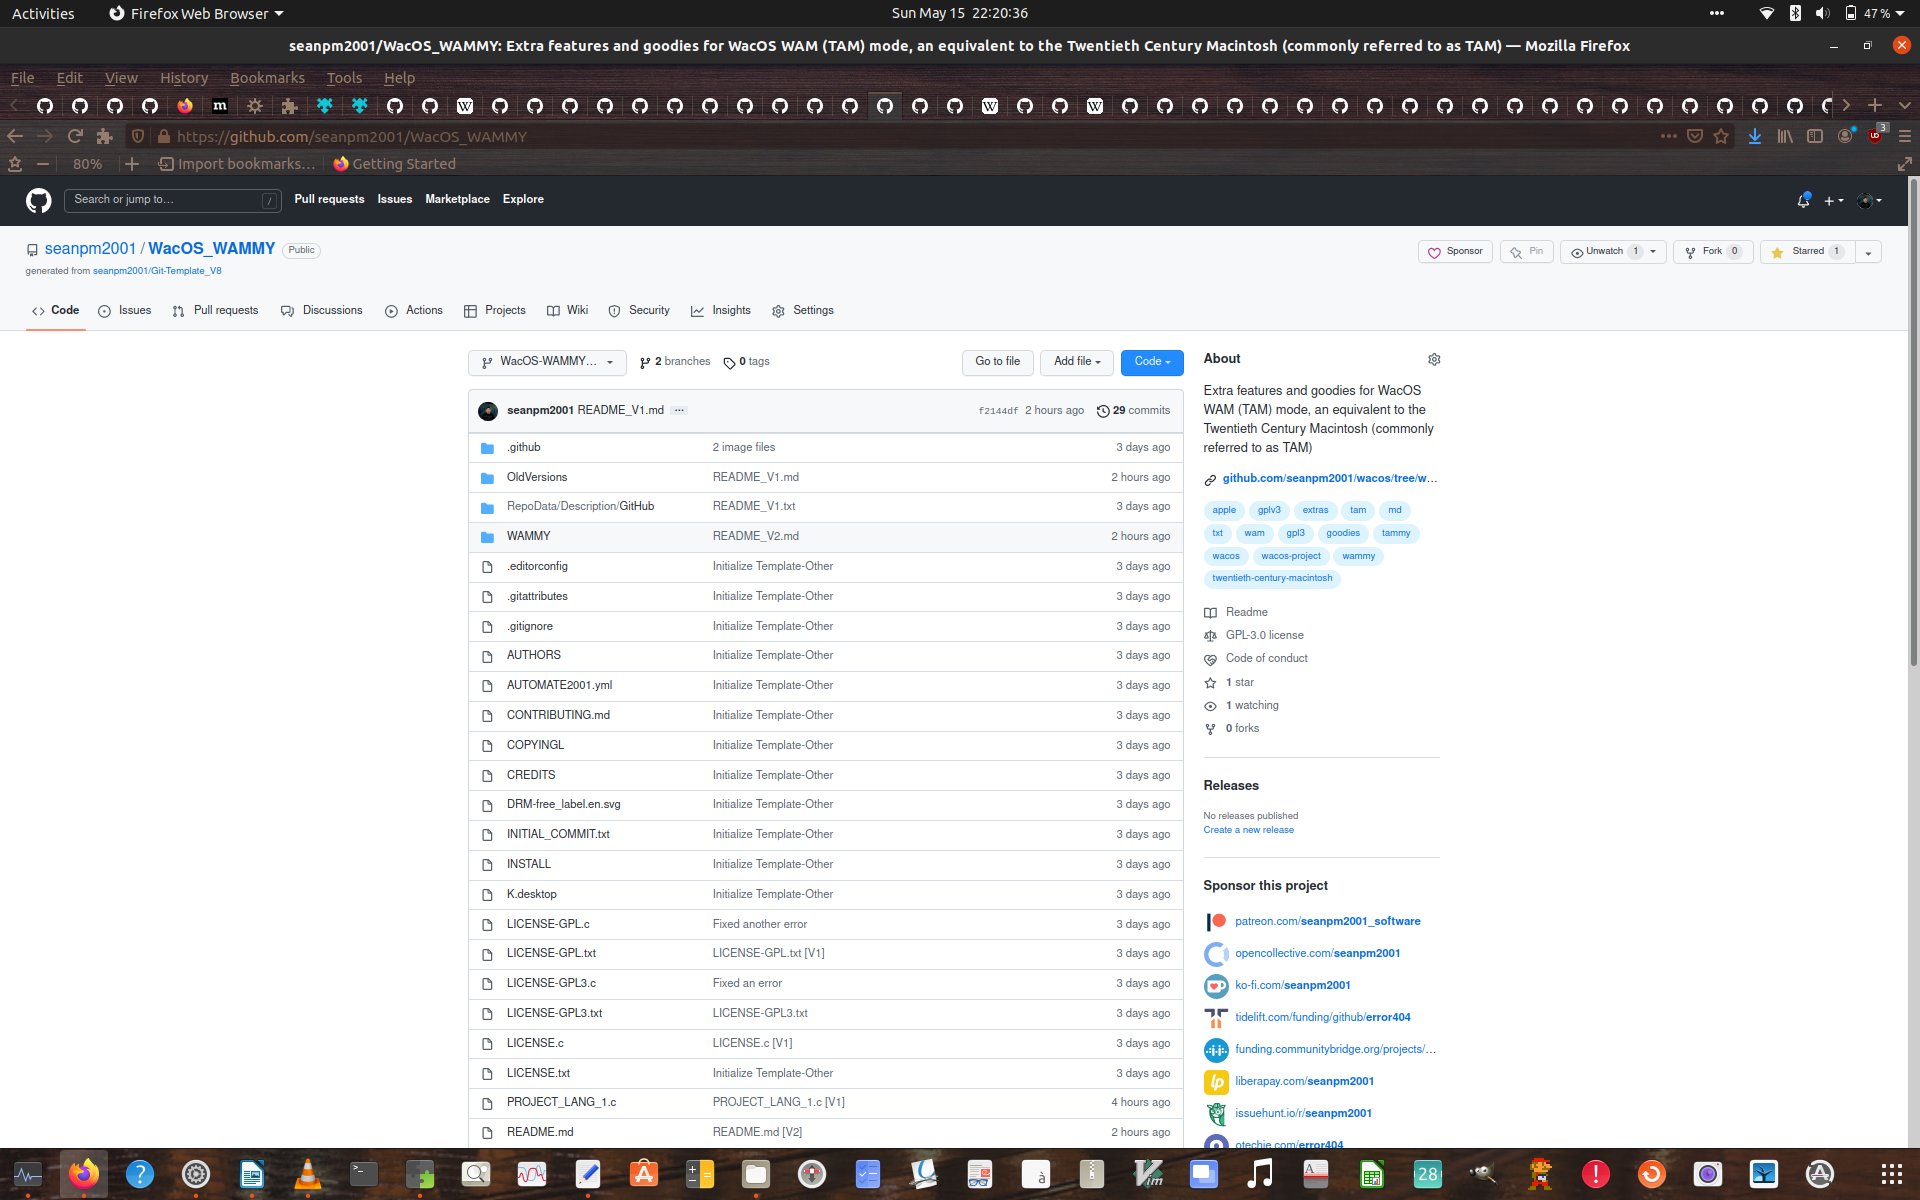 Activities Firefox Web Browser Sun May 15 22:20:36 47 %
seanpm2001/WacOS_WAMMY: Extra features and goodies for WacOS WAM (TAM) mode, an equivalent to the Twentieth Century Macintosh (commonly referred to as TAM) — Mozilla Firefox
File Edit View History Bookmarks Tools Help
https://github.com/seanpm2001/WacOS_WAMMY 3
80% Import bookmarks... Getting Started
Search or jump to... / Pull requests Issues Marketplace Explore
seanpm2001 / WacOS_WAMMY Public
Sponsor Pin Unwatch 1 Fork 0 Starred 1
generated from seanpm2001/Git-Template_V8
Code Issues Pull requests Discussions Actions Projects Wiki Security Insights Settings
WacOS-WAMMY... 2 branches 0 tags Go to file Add file Code
seanpm2001 README_V1.md ... f2144df 2 hours ago 29 commits
.github 2 image files 3 days ago
OldVersions README_V1.md 2 hours ago
RepoData/Description/GitHub README_V1.txt 3 days ago
WAMMY README_V2.md 2 hours ago
.editorconfig Initialize Template-Other 3 days ago
.gitattributes Initialize Template-Other 3 days ago
.gitignore Initialize Template-Other 3 days ago
AUTHORS Initialize Template-Other 3 days ago
AUTOMATE2001.yml Initialize Template-Other 3 days ago
CONTRIBUTING.md Initialize Template-Other 3 days ago
COPYINGL Initialize Template-Other 3 days ago
CREDITS Initialize Template-Other 3 days ago
DRM-free_label.en.svg Initialize Template-Other 3 days ago
INITIAL_COMMIT.txt Initialize Template-Other 3 days ago
INSTALL Initialize Template-Other 3 days ago
K.desktop Initialize Template-Other 3 days ago
LICENSE-GPL.c Fixed another error 3 days ago
LICENSE-GPL.txt LICENSE-GPL.txt [V1] 3 days ago
LICENSE-GPL3.c Fixed an error 3 days ago
LICENSE-GPL3.txt LICENSE-GPL3.txt 3 days ago
LICENSE.c LICENSE.c [V1] 3 days ago
LICENSE.txt Initialize Template-Other 3 days ago
PROJECT_LANG_1.c PROJECT_LANG_1.c [V1] 4 hours ago
README.md README.md [V2] 2 hours ago
About
Extra features and goodies for WacOS
WAM (TAM) mode, an equivalent to the
Twentieth Century Macintosh (commonly
referred to as TAM)
github.com/seanpm2001/wacos/tree/w...
apple gplv3 extras tam md
txt wam gpl3 goodies tammy
wacos wacos-project wammy
twentieth-century-macintosh
Readme
GPL-3.0 license
Code of conduct
1 star
1 watching
0 forks
Releases
No releases published
Create a new release
Sponsor this project
patreon.com/seanpm2001_software
opencollective.com/seanpm2001
ko-fi.com/seanpm2001
tidelift.com/funding/github/error404
funding.communitybridge.org/projects/...
liberapay.com/seanpm2001
issuehunt.io/r/seanpm2001
otechie.com/error404
28